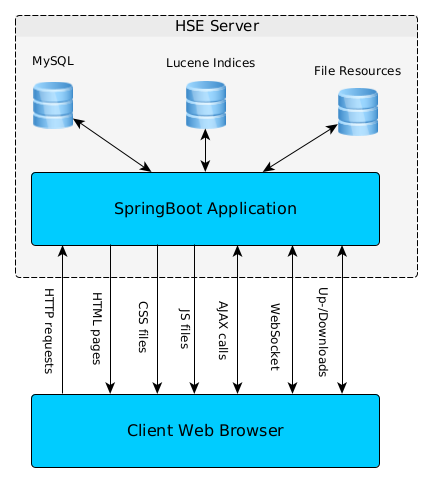 HSE Server
MySQL
Lucene Indices
File Resources
SpringBoot Application
HTTP requests
HTML pages
CSS files
JS files
AJAX calls
WebSocket
Up-/Downloads
Client Web Browser